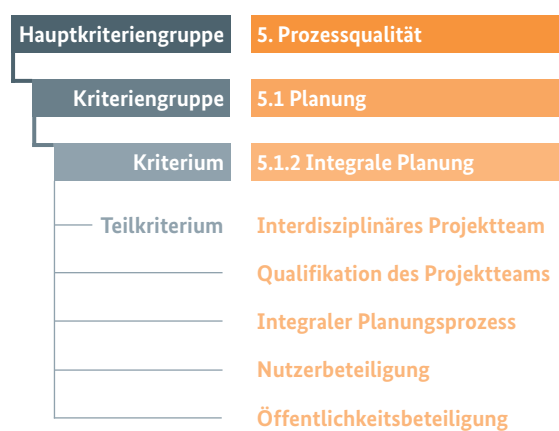 Hauptkriteriengruppe 5. Prozessqualität
Kriteriengruppe 5.1 Planung
Kriterium 5.1.2 Integrale Planung
Teilkriterium Interdisziplinäres Projektteam
Qualifikation des Projektteams
Integraler Planungsprozess
Nutzerbeteiligung
Öffentlichkeitsbeteiligung